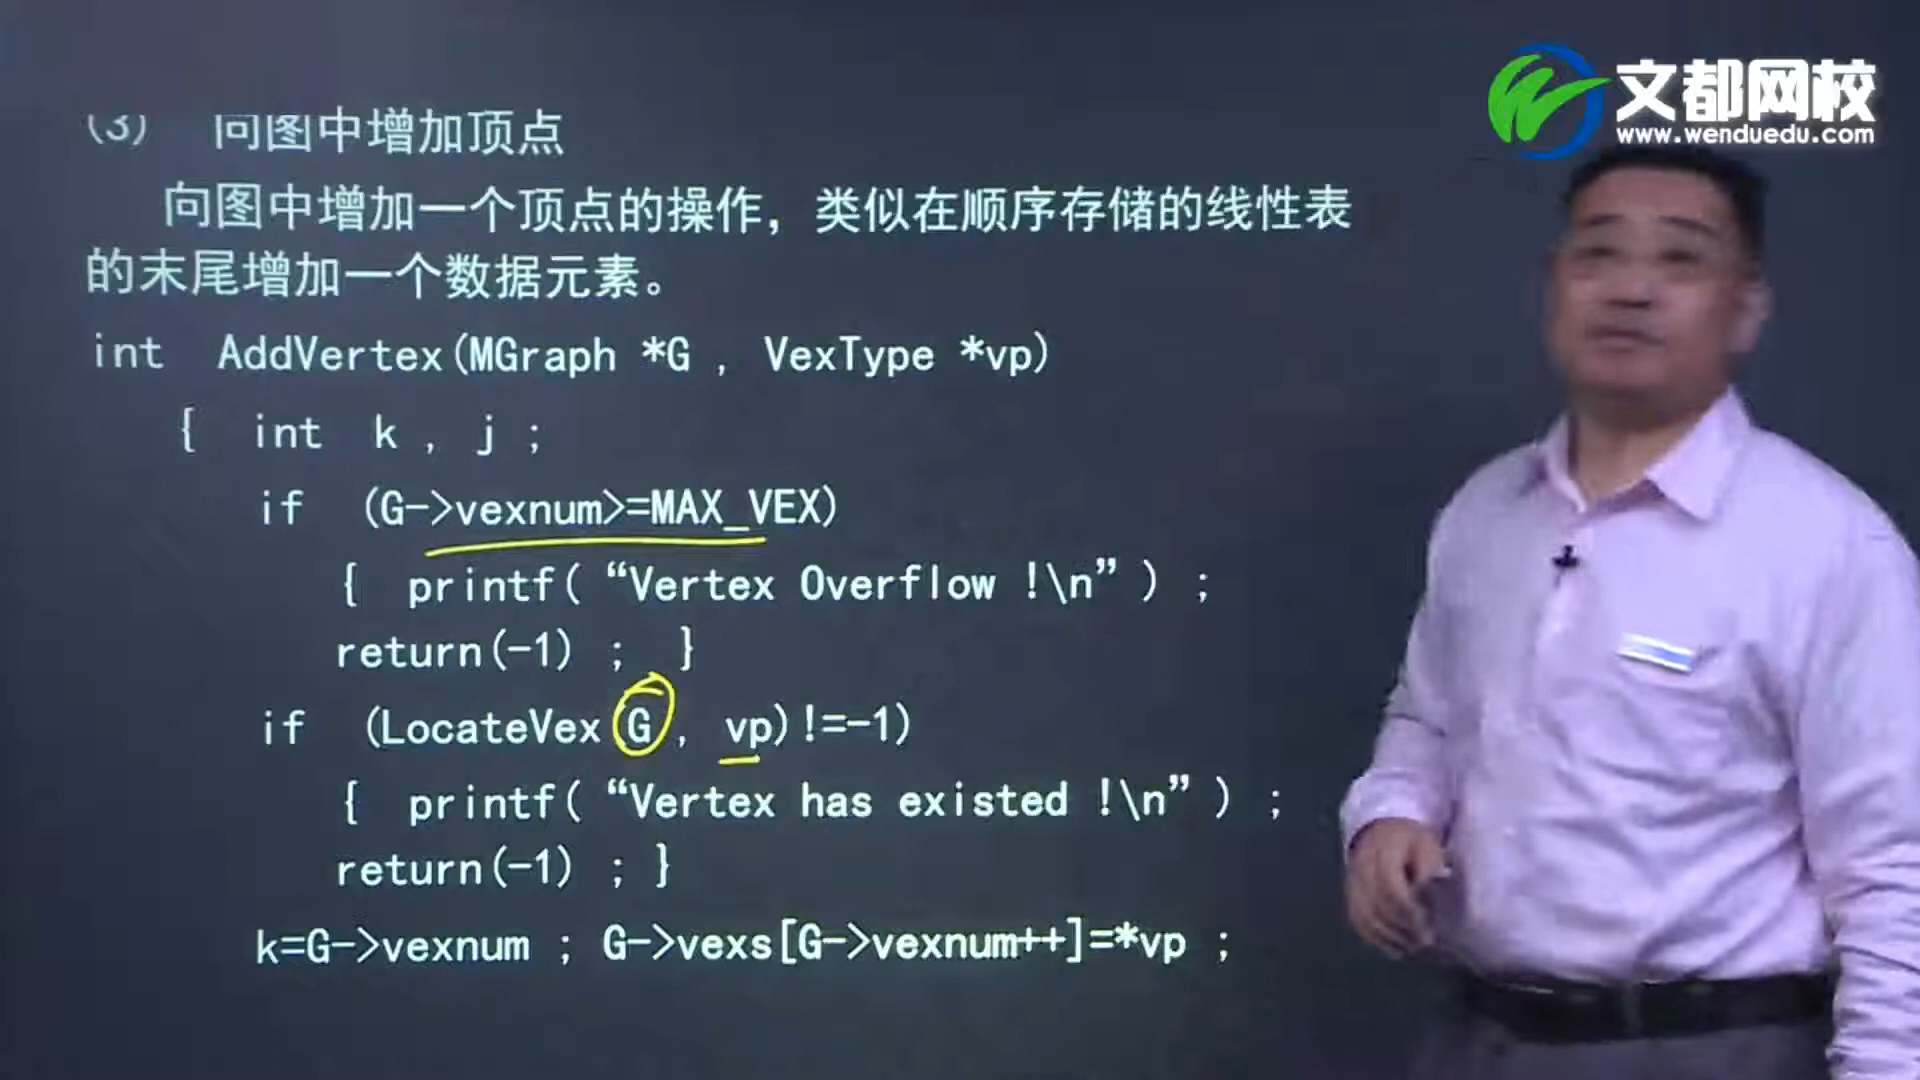 文都网校
www.wenduedu.com
(3) 向图中增加顶点
向图中增加一个顶点的操作，类似在顺序存储的线性表
的末尾增加一个数据元素。
int AddVertex(MGraph *G , VexType *vp)
{ int k , j ;
if (G->vexnum>=MAX_VEX)
{ printf(“Vertex Overflow !\n”) ;
return(-1) ; }
if (LocateVex(G , vp)!=-1)
{ printf(“Vertex has existed !\n”) ;
return(-1) ; }
k=G->vexnum ; G->vexs[G->vexnum++]=*vp ;